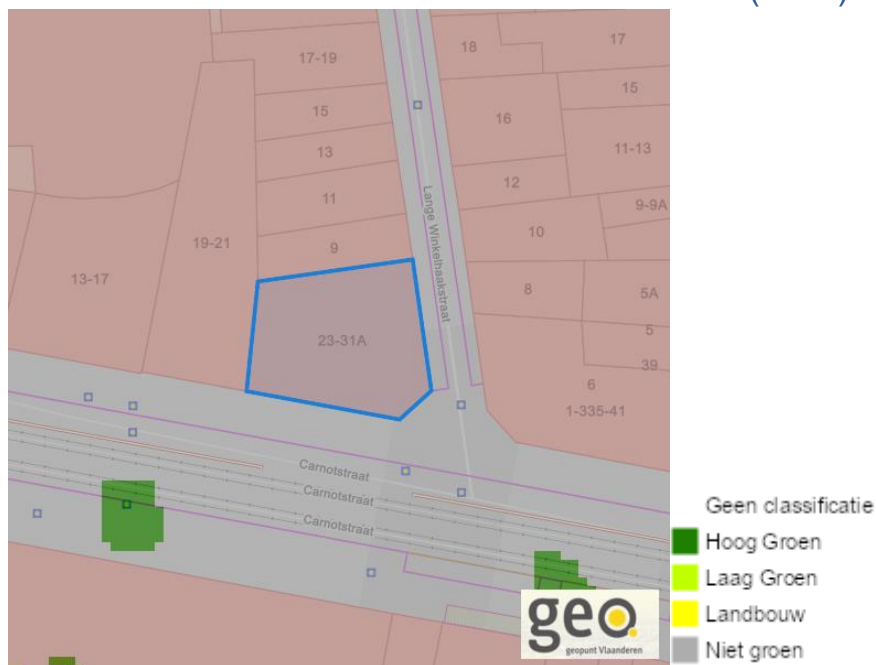 17-19
18
17
15
15
16
13
11-13
12
11
9-9A
10
9
19-21
13-17
8
5A
Lange Winkelhaakstraat
5
23-31A
39
6
1-335-41
Carnotstraat
Carnotstraat
Carnotstraat
geo.
geopunt Vlaanderen
Geen classificatie
Hoog Groen
Laag Groen
Landbouw
Niet groen